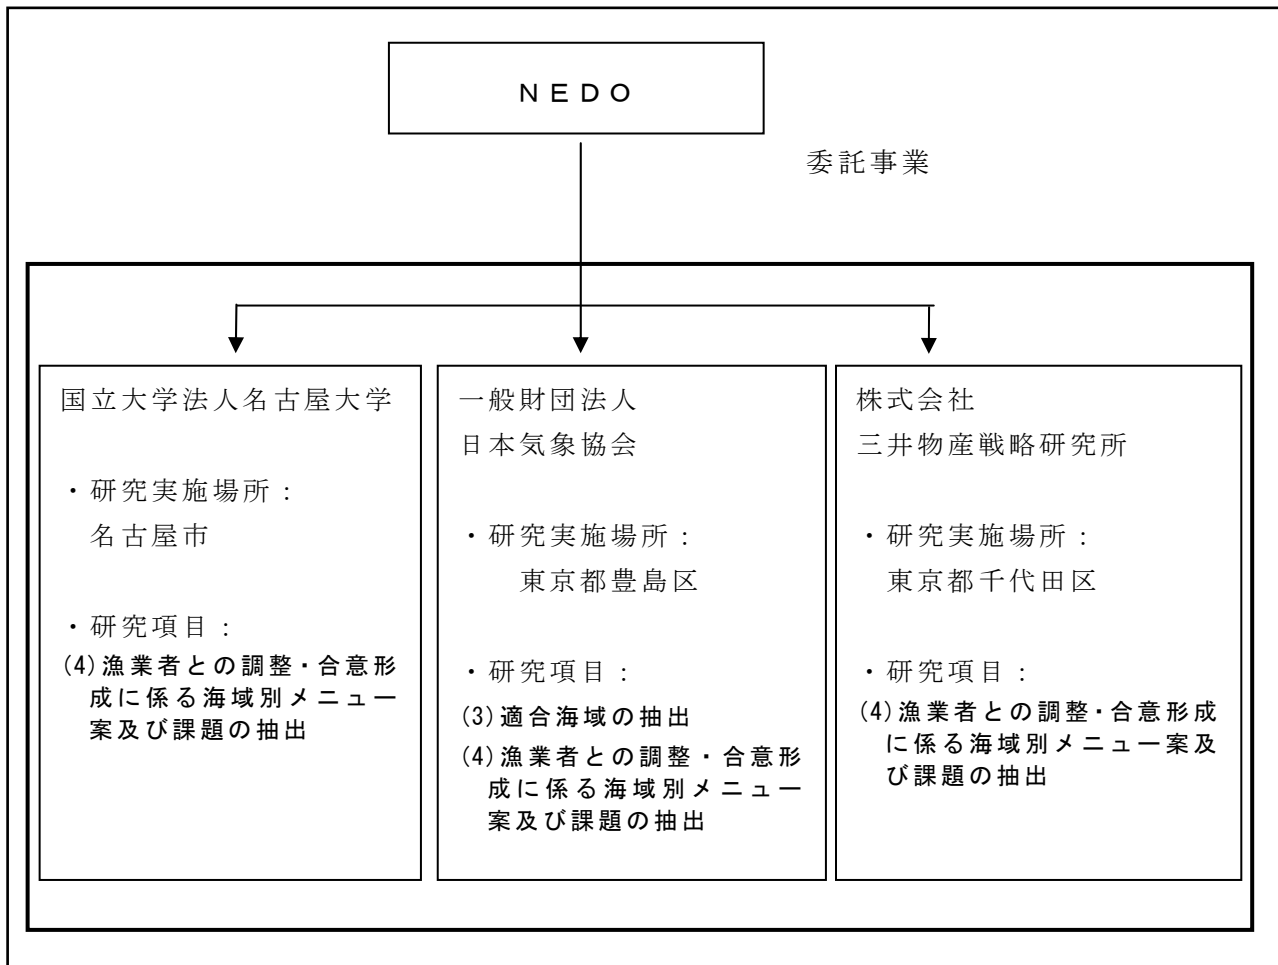 ＮＥＤＯ
委託事業
国立大学法人名古屋大学
・研究実施場所：
名古屋市
・研究項目：
(4)漁業者との調整・合意形
成に係る海域別メニュー
案及び課題の抽出
一般財団法人
日本気象協会
・研究実施場所：
東京都豊島区
・研究項目：
(3)適合海域の抽出
(4)漁業者との調整・合意形
成に係る海域別メニュー
案及び課題の抽出
株式会社
三井物産戦略研究所
・研究実施場所：
東京都千代田区
・研究項目：
(4)漁業者との調整・合意形成
に係る海域別メニュー案及
び課題の抽出